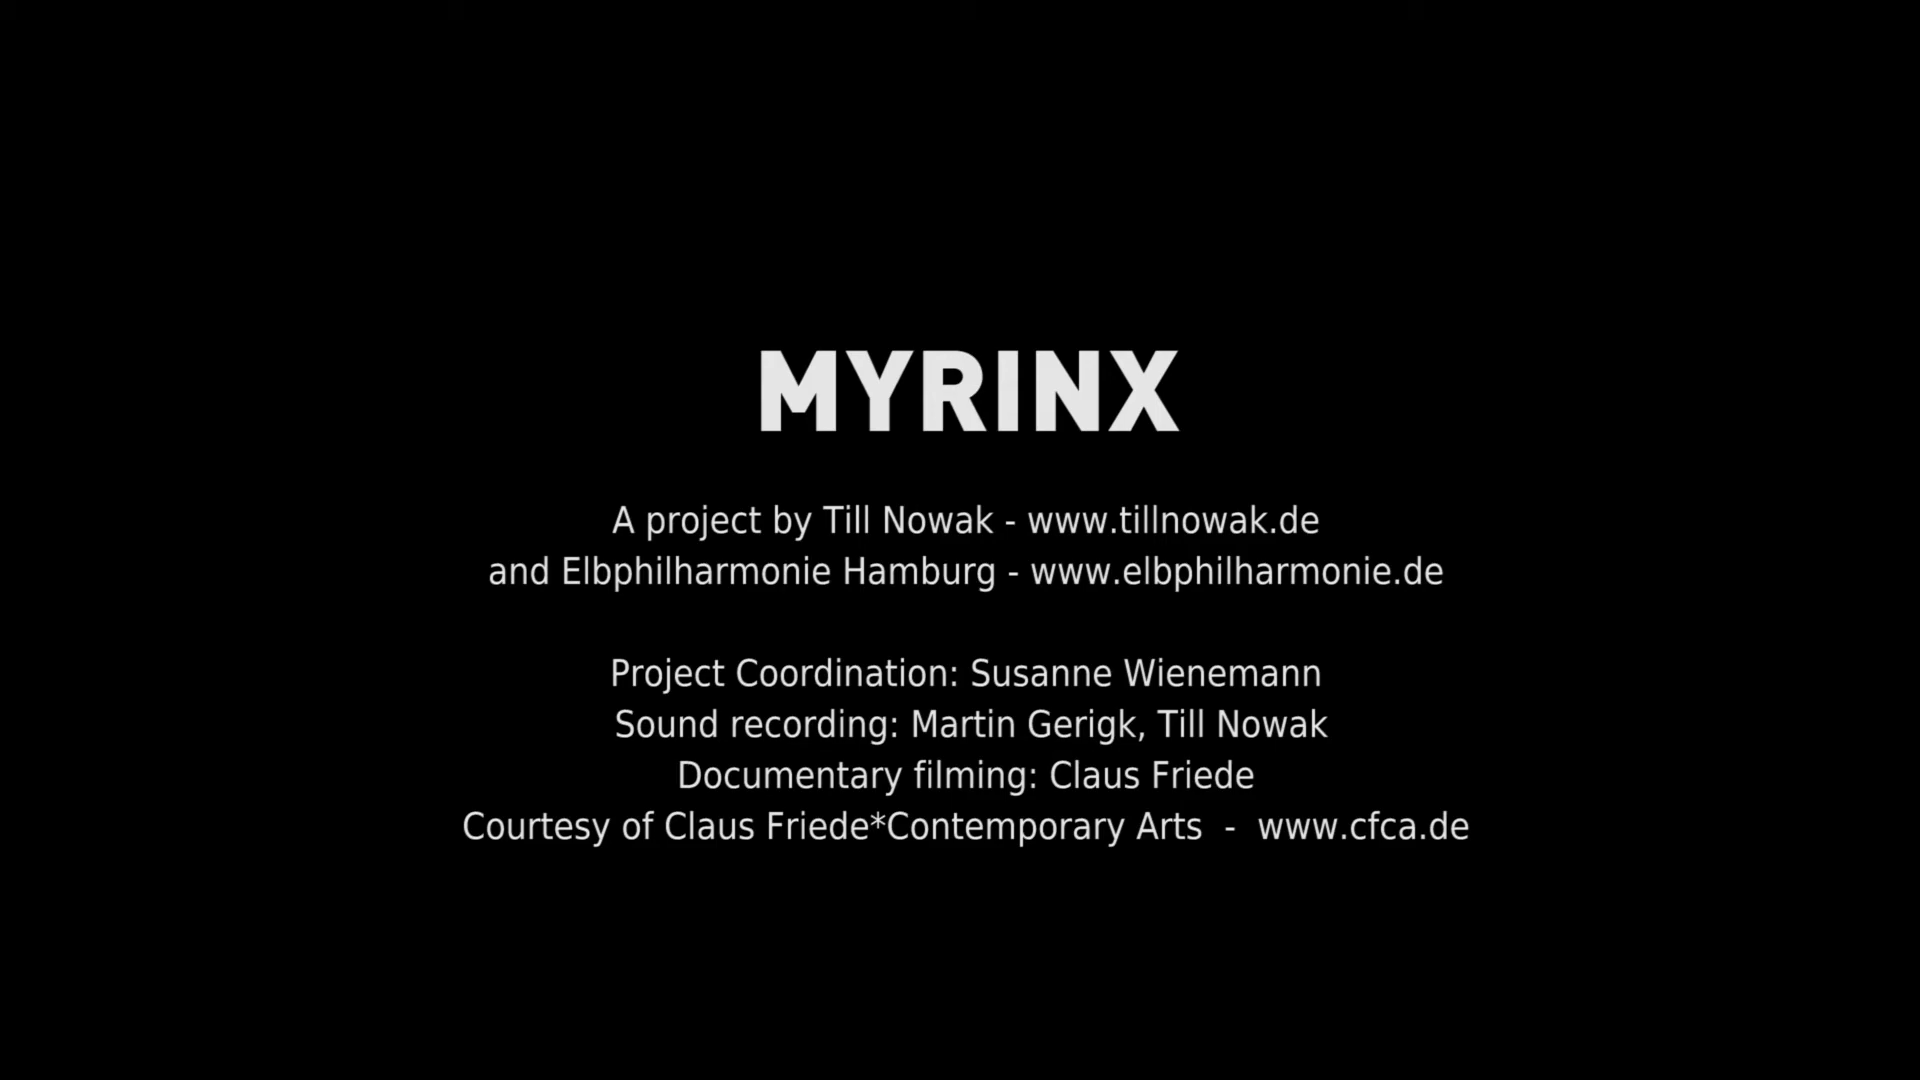 MYRINX
A project by Till Nowak - www.tillnowak.de
and Elbphilharmonie Hamburg - www.elbphilharmonie.de
Project Coordination: Susanne Wienemann
Sound recording: Martin Gerigk, Till Nowak
Documentary filming: Claus Friede
Courtesy of Claus Friede*Contemporary Arts - www.cfca.de